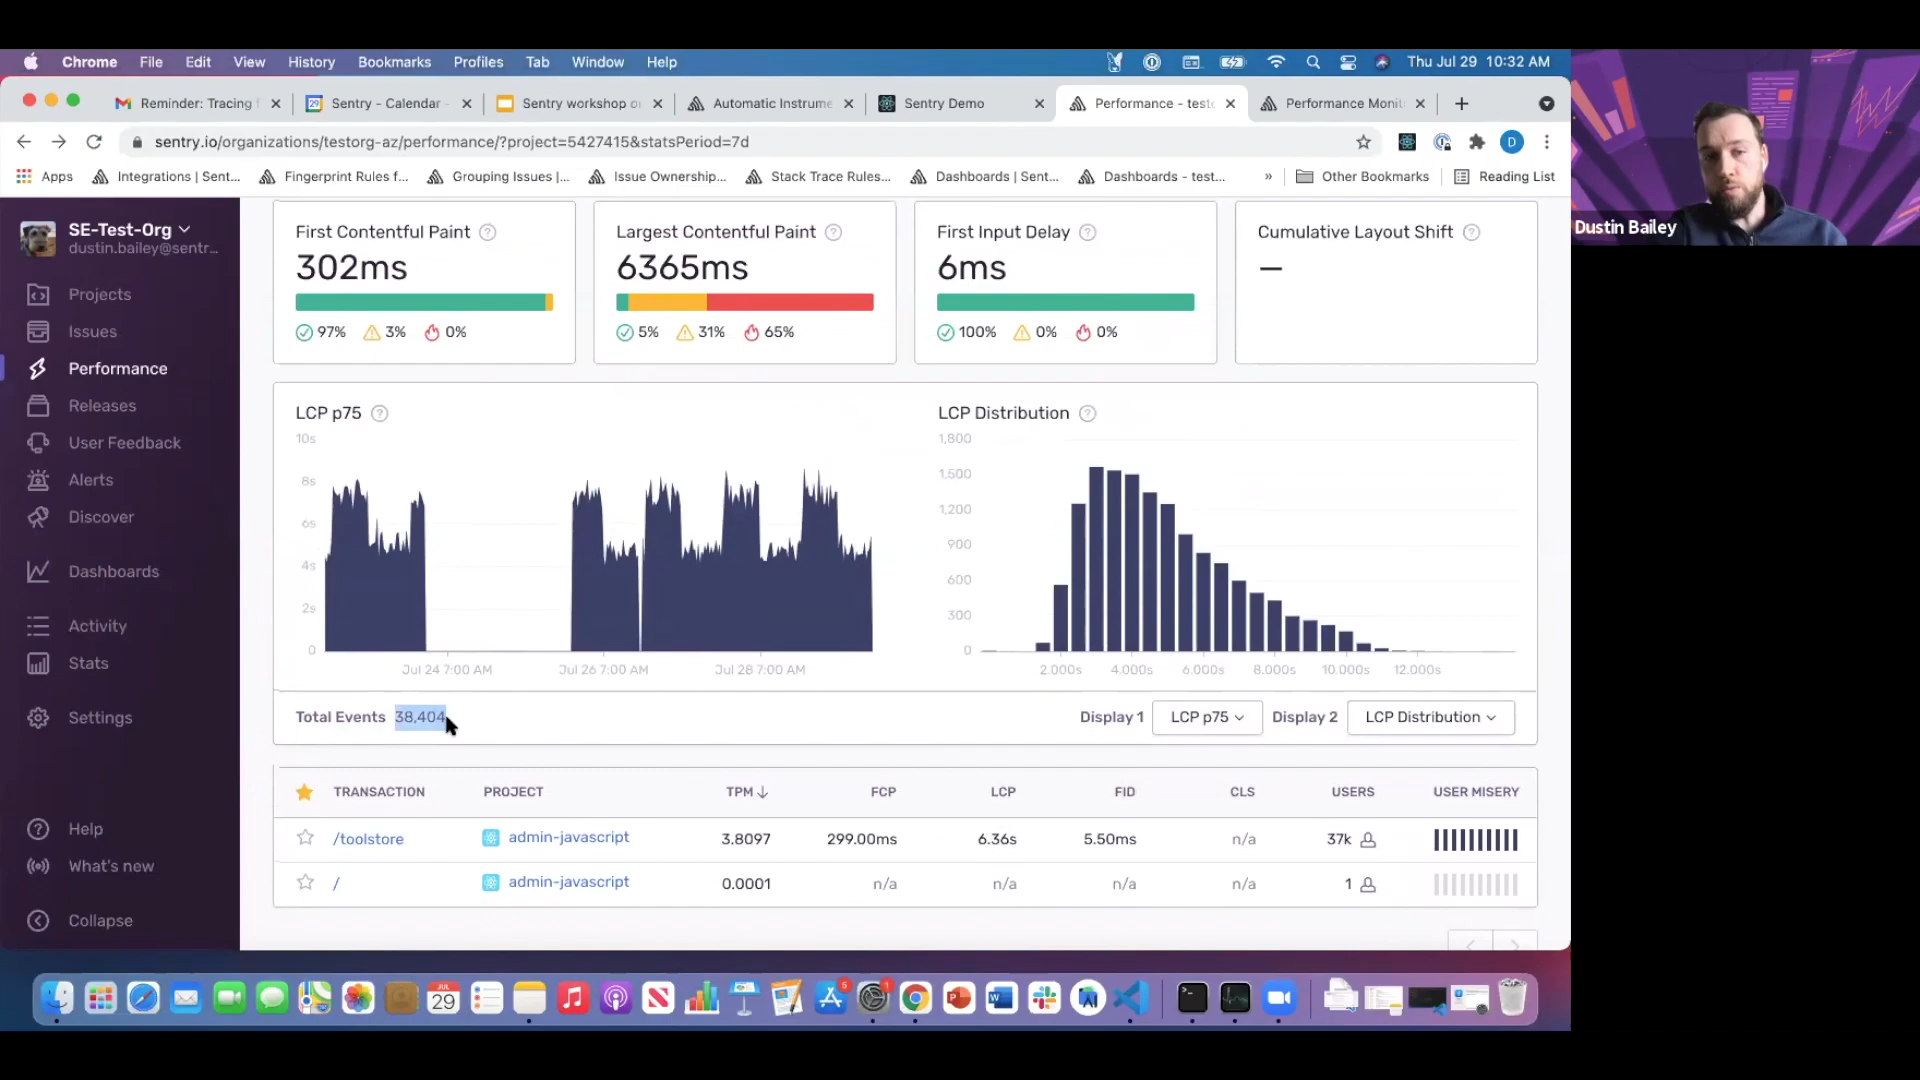 Chrome File Edit View History Bookmarks Profiles Tab Window Help Thu Jul 29 10:32 AM
Reminder: Tracing Sentry - Calendar - Sentry workshop Automatic Instrume Sentry Demo Performance - test Performance Monit
sentry.io/organizations/testorg-az/performance/?project=5427415&statsPeriod=7d D
Apps Integrations | Sent... Fingerprint Rules f... Grouping Issues |... Issue Ownership... Stack Trace Rules... Dashboards | Sent... Dashboards - test... » Other Bookmarks Reading List
Dustin Bailey
SE-Test-Org
dustin.bailey@sentr...
Projects
Issues
Performance
Releases
User Feedback
Alerts
Discover
Dashboards
Activity
Stats
Settings
Help
What's new
Collapse
First Contentful Paint ?
302ms
97% 3% 0%
Largest Contentful Paint ?
6365ms
5% 31% 65%
First Input Delay ?
6ms
100% 0% 0%
Cumulative Layout Shift ?
—
LCP p75 ?
10s
8s
6s
4s
2s
0
Jul 24 7:00 AM Jul 26 7:00 AM Jul 28 7:00 AM
LCP Distribution ?
1,800
1,500
1,200
900
600
300
0
2.000s 4.000s 6.000s 8.000s 10.000s 12.000s
Total Events 38,404 Display 1 LCP p75 Display 2 LCP Distribution
TRANSACTION PROJECT TPM FCP LCP FID CLS USERS USER MISERY
/toolstore admin-javascript 3.8097 299.00ms 6.36s 5.50ms n/a 37k
/ admin-javascript 0.0001 n/a n/a n/a n/a 1
JUL
29
5
1